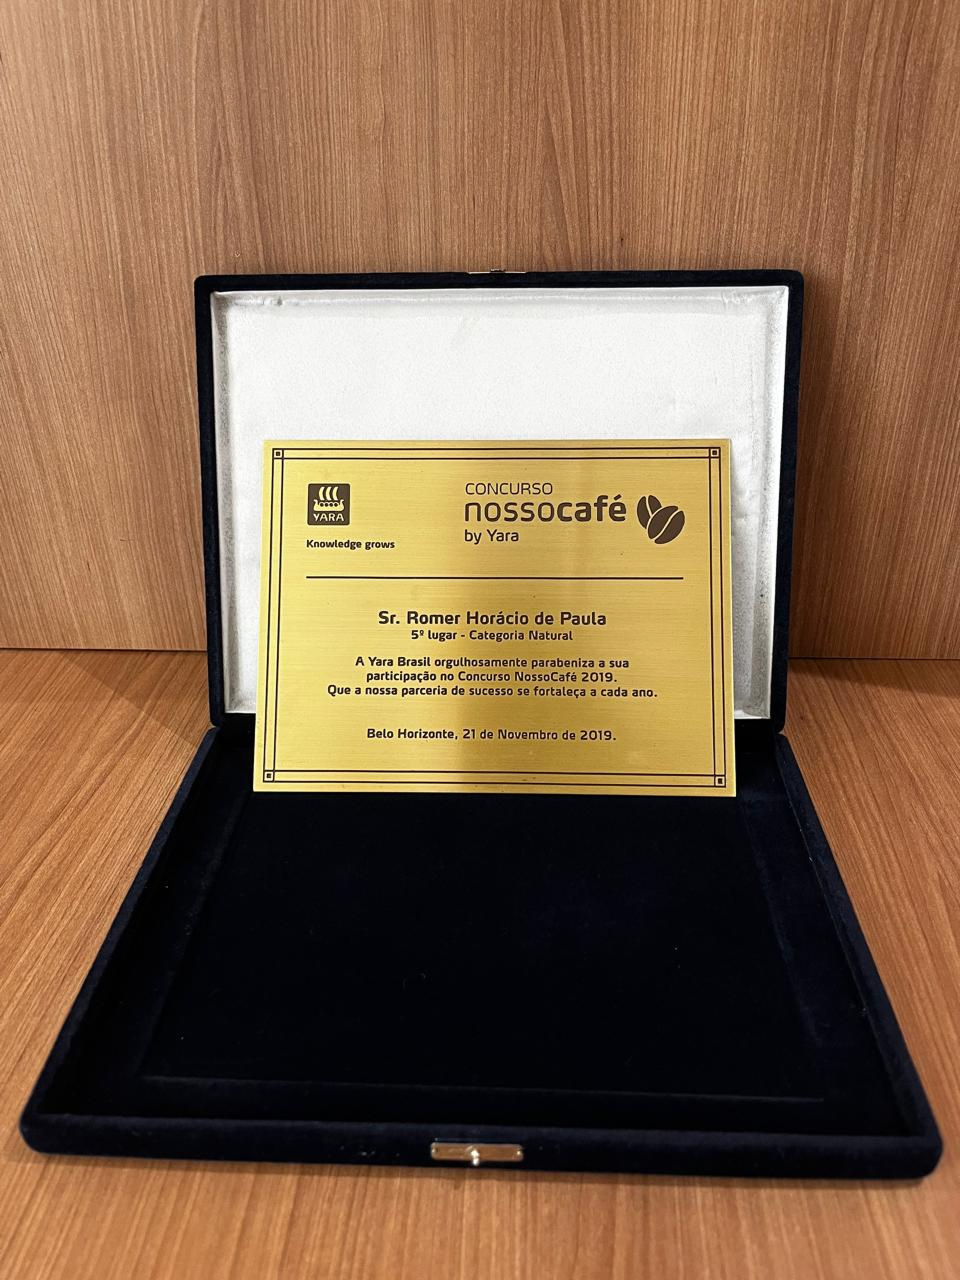 YARA
Knowledge grows
CONCURSO
nossocafé
by Yara
Sr. Romer Horácio de Paula
5º lugar - Categoria Natural
A Yara Brasil orgulhosamente parabeniza a sua
participação no Concurso NossoCafé 2019.
Que a nossa parceria de sucesso se fortaleça a cada ano.
Belo Horizonte, 21 de Novembro de 2019.